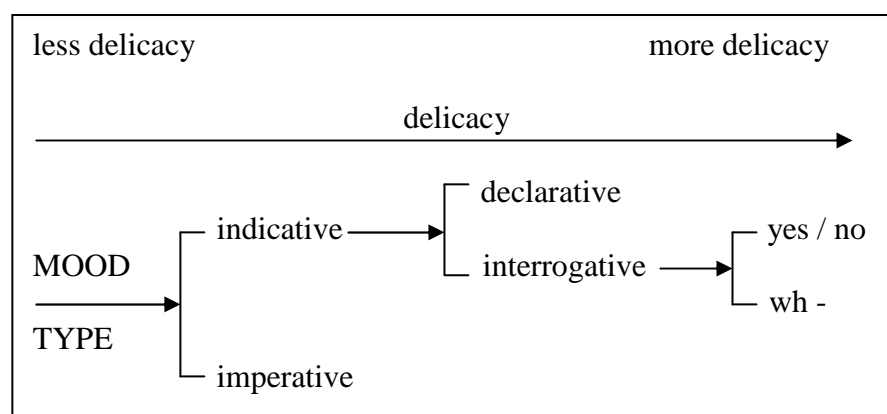 less delicacy more delicacy
delicacy
declarative
indicative yes / no
MOOD interrogative
wh -
TYPE
imperative